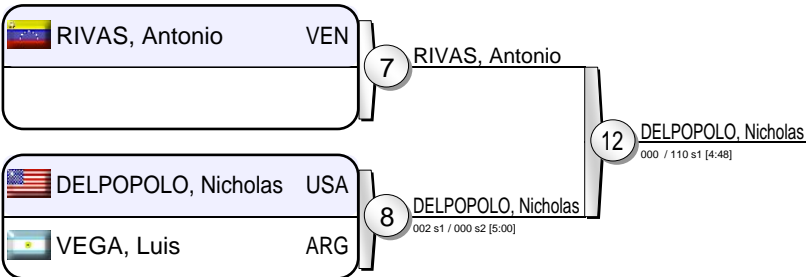 RIVAS, Antonio VEN
7
RIVAS, Antonio
12
DELPOPOLO, Nicholas
000 / 110 s1 [4:48]
DELPOPOLO, Nicholas USA
8
DELPOPOLO, Nicholas
002 s1 / 000 s2 [5:00]
VEGA, Luis ARG